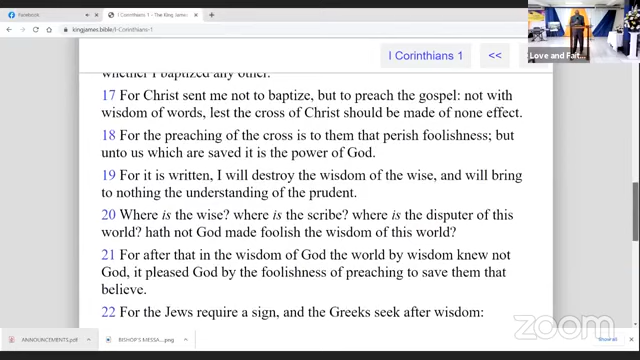 Facebook
I Corinthians 1 - The King Jame
kingjames.bible/I-Corinthians-1
Love and Fait...
I Corinthians 1
<<
whether I baptized any other.
17 For Christ sent me not to baptize, but to preach the gospel: not with
wisdom of words, lest the cross of Christ should be made of none effect.
18 For the preaching of the cross is to them that perish foolishness; but
unto us which are saved it is the power of God.
19 For it is written, I will destroy the wisdom of the wise, and will bring
to nothing the understanding of the prudent.
20 Where is the wise? where is the scribe? where is the disputer of this
world? hath not God made foolish the wisdom of this world?
21 For after that in the wisdom of God the world by wisdom knew not
God, it pleased God by the foolishness of preaching to save them that
believe.
22 For the Jews require a sign, and the Greeks seek after wisdom:
zoom
ANNOUNCEMENTS.pdf
BISHOP'S MESSA....png
Show all